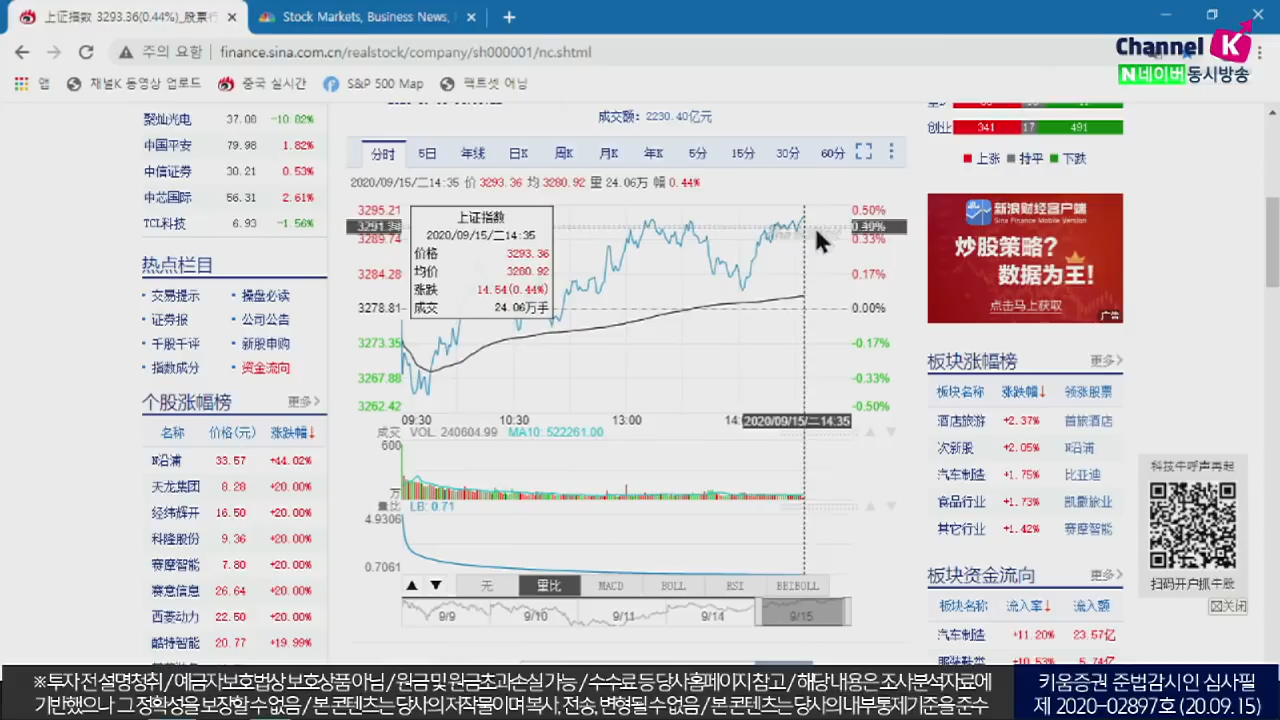 上证指数 3293.36(0.44%)_股票行
Stock Markets, Business News,
주의 요함
finance.sina.com.cn/realstock/company/sh000001/nc.shtml
Channel K
N네이버 동시방송
앱
채널K 동영상 업로드
중국 실시간
S&P 500 Map
팩트셋 어닝
聚灿光电 37.08 -10.82%
中国平安 79.98 1.82%
中信证券 30.21 0.53%
中芯国际 56.31 2.61%
TCL科技 6.93 -1.56%
热点栏目
交易提示 操盘必读
证券报 公司公告
千股千评 新股申购
指数成分 资金流向
个股涨幅榜 更多>
名称 价格(元) 涨跌幅↓
N沿浦 33.57 +44.02%
天龙集团 8.28 +20.00%
经纬辉开 16.50 +20.00%
科隆股份 9.36 +20.00%
赛摩智能 7.80 +20.00%
赛意信息 26.64 +20.00%
西菱动力 22.50 +20.00%
酷特智能 20.77 +19.99%
成交额: 2230.40亿元
分时 5日 年线 日K 周K 月K 年K 5分 15分 30分 60分
2020/09/15/二14:35 价 3293.36 均 3280.92 量 24.06万 幅 0.44%
3295.21 0.50%
3289.74 0.33%
3284.28 0.17%
3278.81 0.00%
3273.35 -0.17%
3267.88 -0.33%
3262.42 -0.50%
上证指数
2020/09/15/二14:35
价格 3293.36
均价 3280.92
涨跌 14.54(0.44%)
成交 24.06万手
09:30 10:30 13:00 14: 2020/09/15/二14:35
成交 VOL. 240604.99 MA10: 522261.00
600
万
量比 LB: 0.71
4.9306
0.7061
无 量比 MACD BOLL RSI BBIBOLL
9/9 9/10 9/11 9/14 9/15
创业 341 17 491
上涨 持平 下跌
新浪财经客户端
Sina Finance Mobile Version
炒股策略?
数据为王!
点击马上获取
广告
板块涨幅榜 更多>
板块名称 涨跌幅↓ 领涨股票
酒店旅游 +2.37% 首旅酒店
次新股 +2.05% N沿浦
汽车制造 +1.75% 比亚迪
食品行业 +1.73% 凯撒旅业
其它行业 +1.42% 赛摩智能
板块资金流向 更多>
板块名称 流入率↓ 流入额
汽车制造 +11.20% 23.57亿
服装鞋类 +10.53% 5.74亿
科技牛呼声再起
扫码开户抓牛股
关闭
※투자 전 설명청취 / 예금자보호법상 보호상품 아님 / 원금 및 원금초과손실 가능 / 수수료 등 당사홈페이지 참고 / 해당 내용은 조사분석자료에
기반했으나 그 정확성을 보장할 수 없음 / 본 콘텐츠는 당사의 저작물이며 복사, 전송, 변형될 수 없음 / 본 콘텐츠는 당사의 내부통제기준을 준수
키움증권 준법감시인 심사필
제 2020-02897호 (20.09.15)